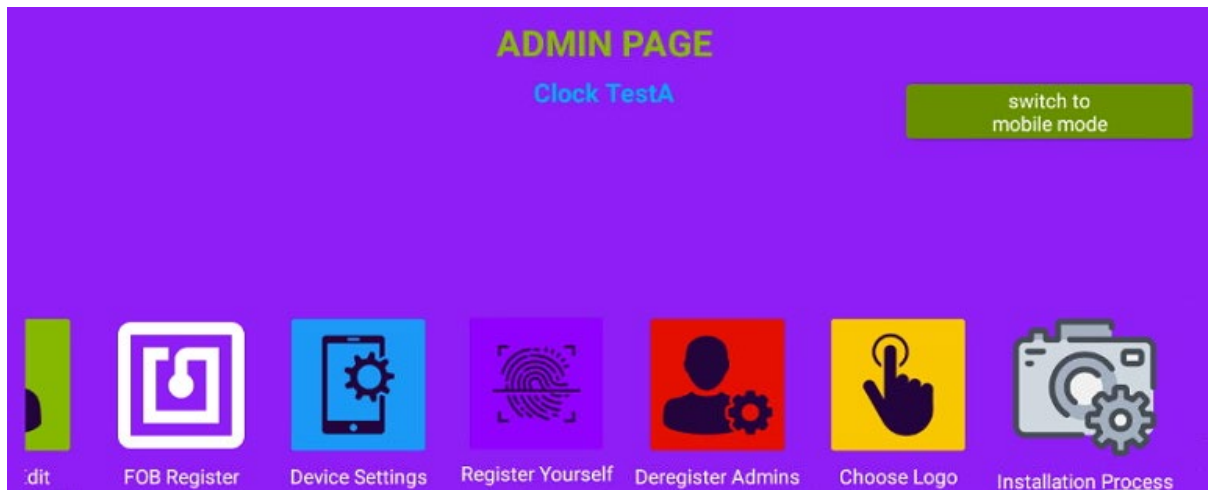 ADMIN PAGE
Clock TestA
switch to
mobile mode
:dit
FOB Register
Device Settings
Register Yourself
Deregister Admins
Choose Logo
Installation Process